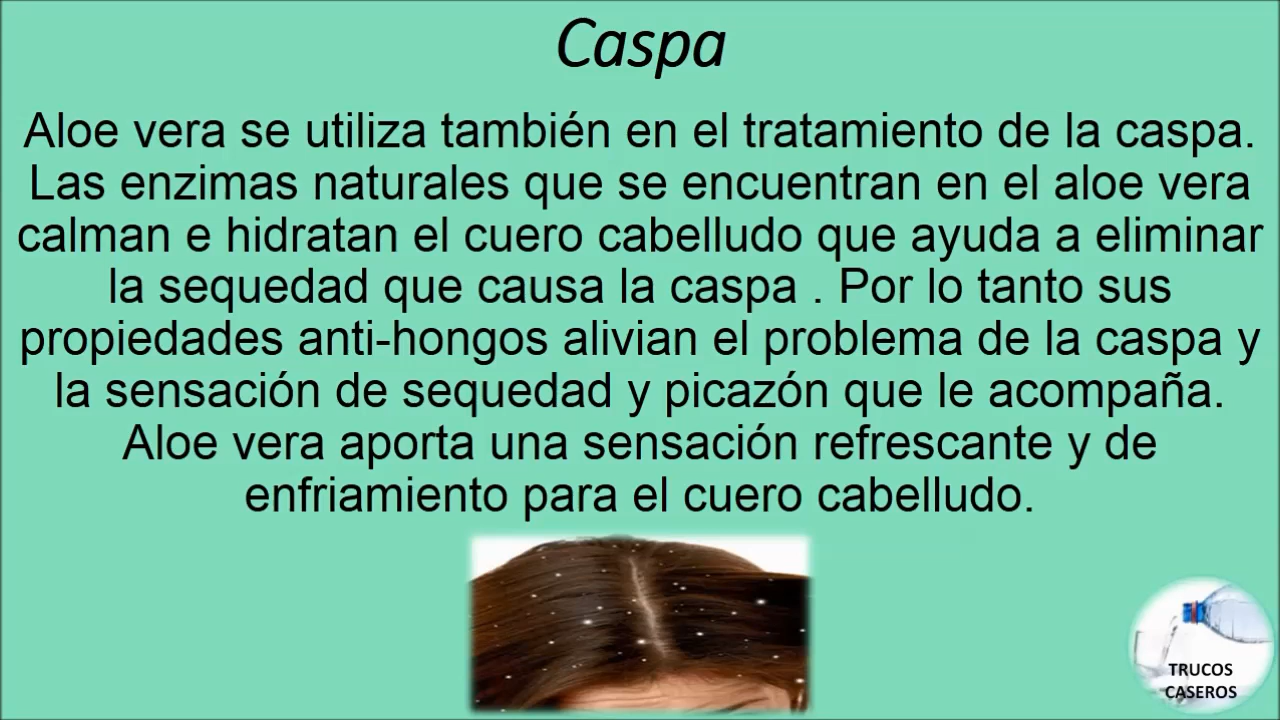 Caspa
Aloe vera se utiliza también en el tratamiento de la caspa.
Las enzimas naturales que se encuentran en el aloe vera
calman e hidratan el cuero cabelludo que ayuda a eliminar
la sequedad que causa la caspa . Por lo tanto sus
propiedades anti-hongos alivian el problema de la caspa y
la sensación de sequedad y picazón que le acompaña.
Aloe vera aporta una sensación refrescante y de
enfriamiento para el cuero cabelludo.
TRUCOS
CASEROS